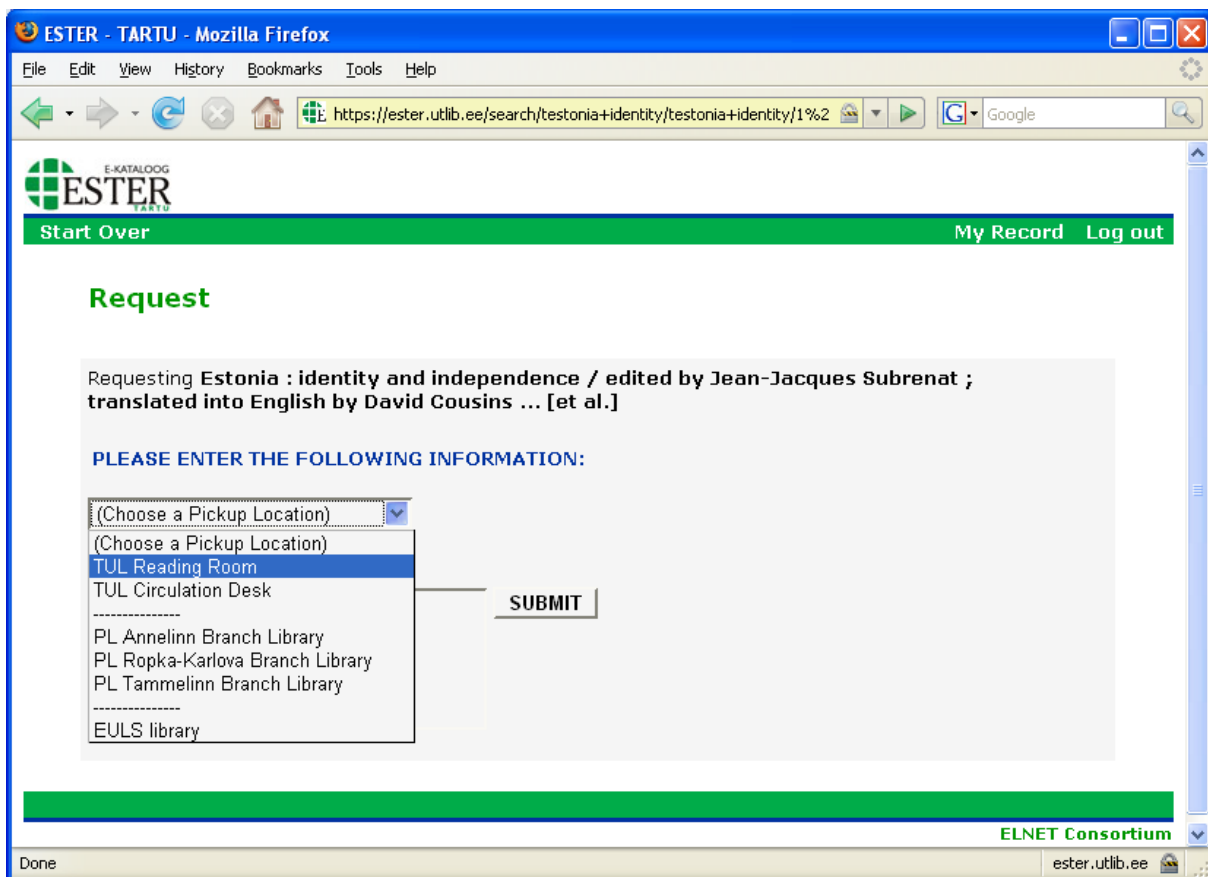 ESTER - TARTU - Mozilla Firefox
File Edit View History Bookmarks Tools Help
https://ester.utlib.ee/search/testonia+identity/testonia+identity/1%2
G Google
E-KATALOOG
ESTER
TARTU
Start Over My Record Log out
Request
Requesting Estonia : identity and independence / edited by Jean-Jacques Subrenat ;
translated into English by David Cousins ... [et al.]
PLEASE ENTER THE FOLLOWING INFORMATION:
(Choose a Pickup Location)
(Choose a Pickup Location)
TUL Reading Room
TUL Circulation Desk
---------------
SUBMIT
PL Annelinn Branch Library
PL Ropka-Karlova Branch Library
PL Tammelinn Branch Library
---------------
EULS library
ELNET Consortium
Done ester.utlib.ee